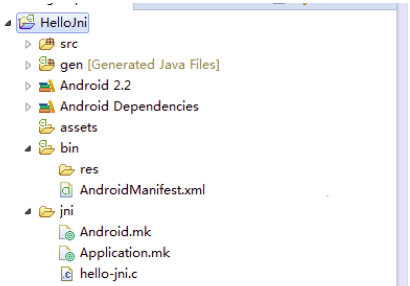 HelloJni
src
gen [Generated Java Files]
Android 2.2
Android Dependencies
assets
bin
res
AndroidManifest.xml
jni
Android.mk
Application.mk
hello-jni.c